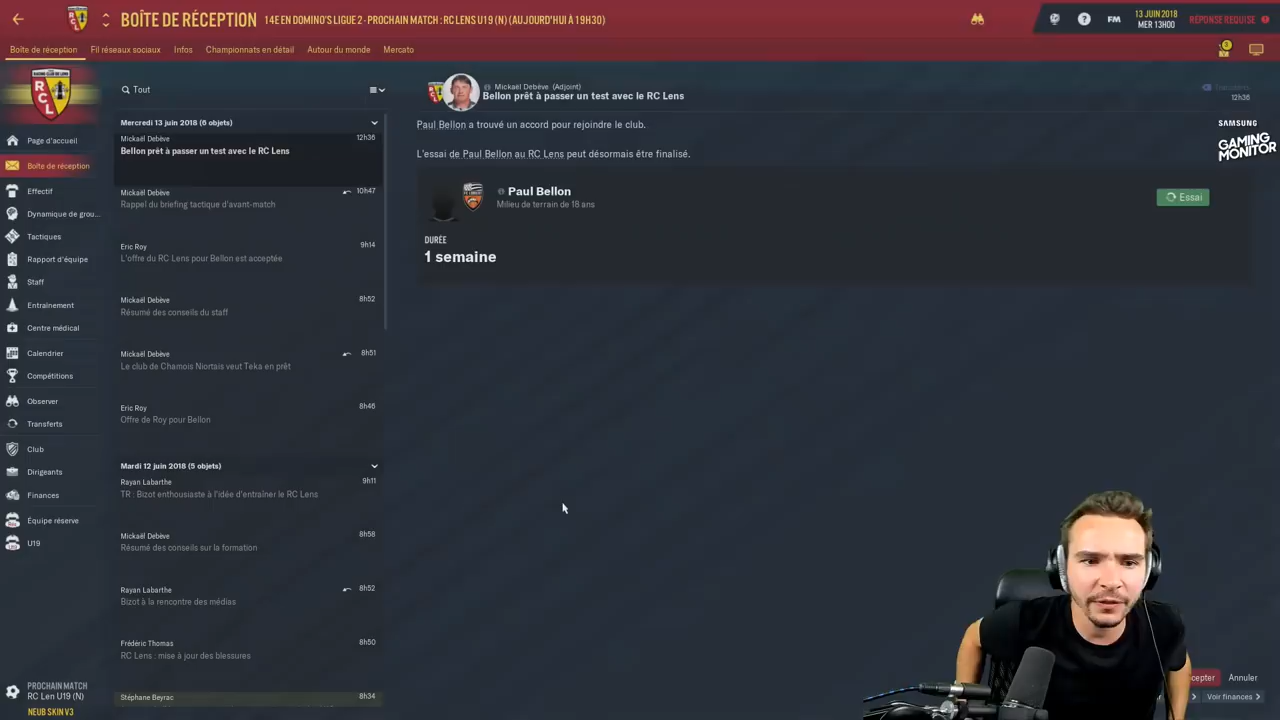 BOÎTE DE RÉCEPTION
14E EN DOMINO'S LIGUE 2 - PROCHAIN MATCH : RC LENS U19 (N) (AUJOURD'HUI À 19H30)
FM
13 JUIN 2018
MER 13H00
RÉPONSE REQUISE
Boîte de réception
Fil réseaux sociaux
Infos
Championnats en détail
Autour du monde
Mercato
RCL
Page d'accueil
Boîte de réception
Effectif
Dynamique de grou...
Tactiques
Rapport d'équipe
Staff
Entraînement
Centre médical
Calendrier
Compétitions
Observer
Transferts
Club
Dirigeants
Finances
Équipe réserve
U19
PROCHAIN MATCH
RC Len U19 (N)
NEUB SKIN V3
Tout
Mercredi 13 juin 2018 (6 objets)
Mickaël Debève 12h36
Bellon prêt à passer un test avec le RC Lens
Mickaël Debève 10h47
Rappel du briefing tactique d'avant-match
Eric Roy 9h14
L'offre du RC Lens pour Bellon est acceptée
Mickaël Debève 8h52
Résumé des conseils du staff
Mickaël Debève 8h51
Le club de Chamois Niortais veut Teka en prêt
Eric Roy 8h46
Offre de Roy pour Bellon
Mardi 12 juin 2018 (5 objets)
Rayan Labarthe 9h11
TR : Bizot enthousiaste à l'idée d'entraîner le RC Lens
Mickaël Debève 8h58
Résumé des conseils sur la formation
Rayan Labarthe 8h52
Bizot à la rencontre des médias
Frédéric Thomas 8h50
RC Lens : mise à jour des blessures
Stéphane Beyrac 8h34
Mickaël Debève (Adjoint)
Bellon prêt à passer un test avec le RC Lens
12h36
Paul Bellon a trouvé un accord pour rejoindre le club.
L'essai de Paul Bellon au RC Lens peut désormais être finalisé.
Paul Bellon
Milieu de terrain de 18 ans
Essai
DURÉE
1 semaine
SAMSUNG
GAMING
MONITOR
cepter
Annuler
Voir finances